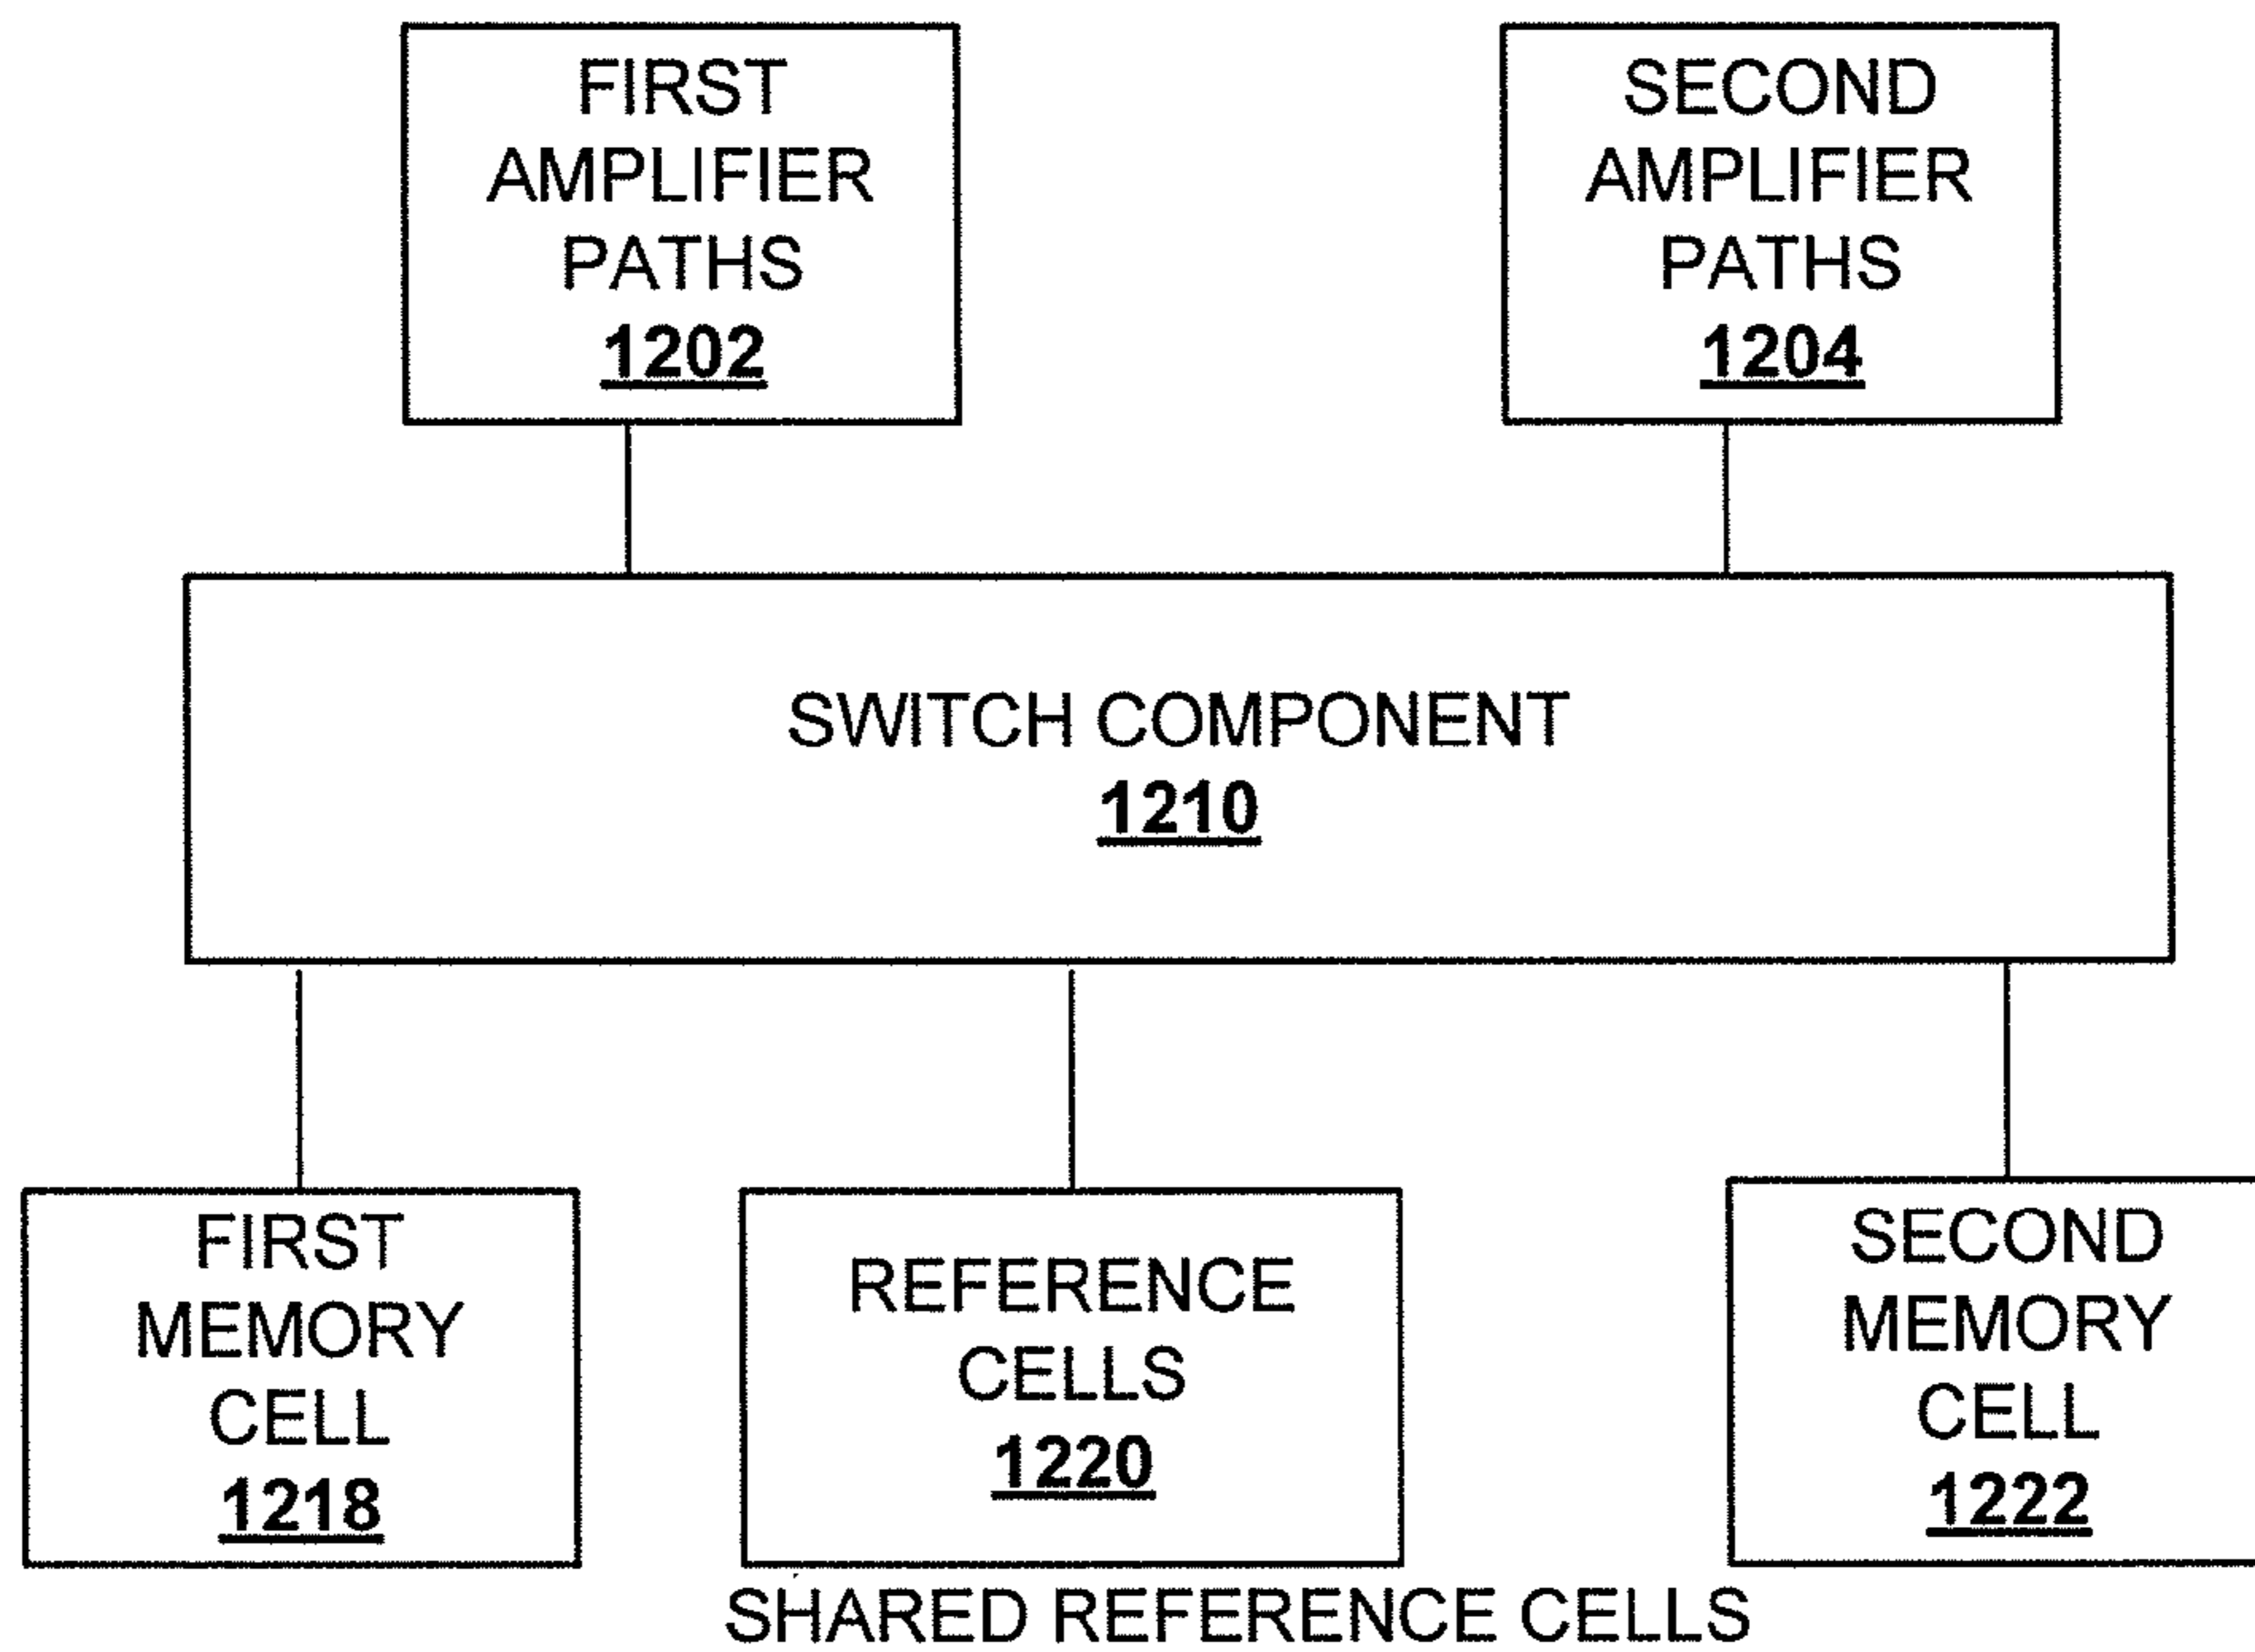 FIRST
AMPLIFIER
PATHS
1202
SECOND
AMPLIFIER
PATHS
1204
SWITCH COMPONENT
1210
FIRST
MEMORY
CELL
1218
REFERENCE
CELLS
1220
SECOND
MEMORY
CELL
1222
SHARED REFERENCE CELLS